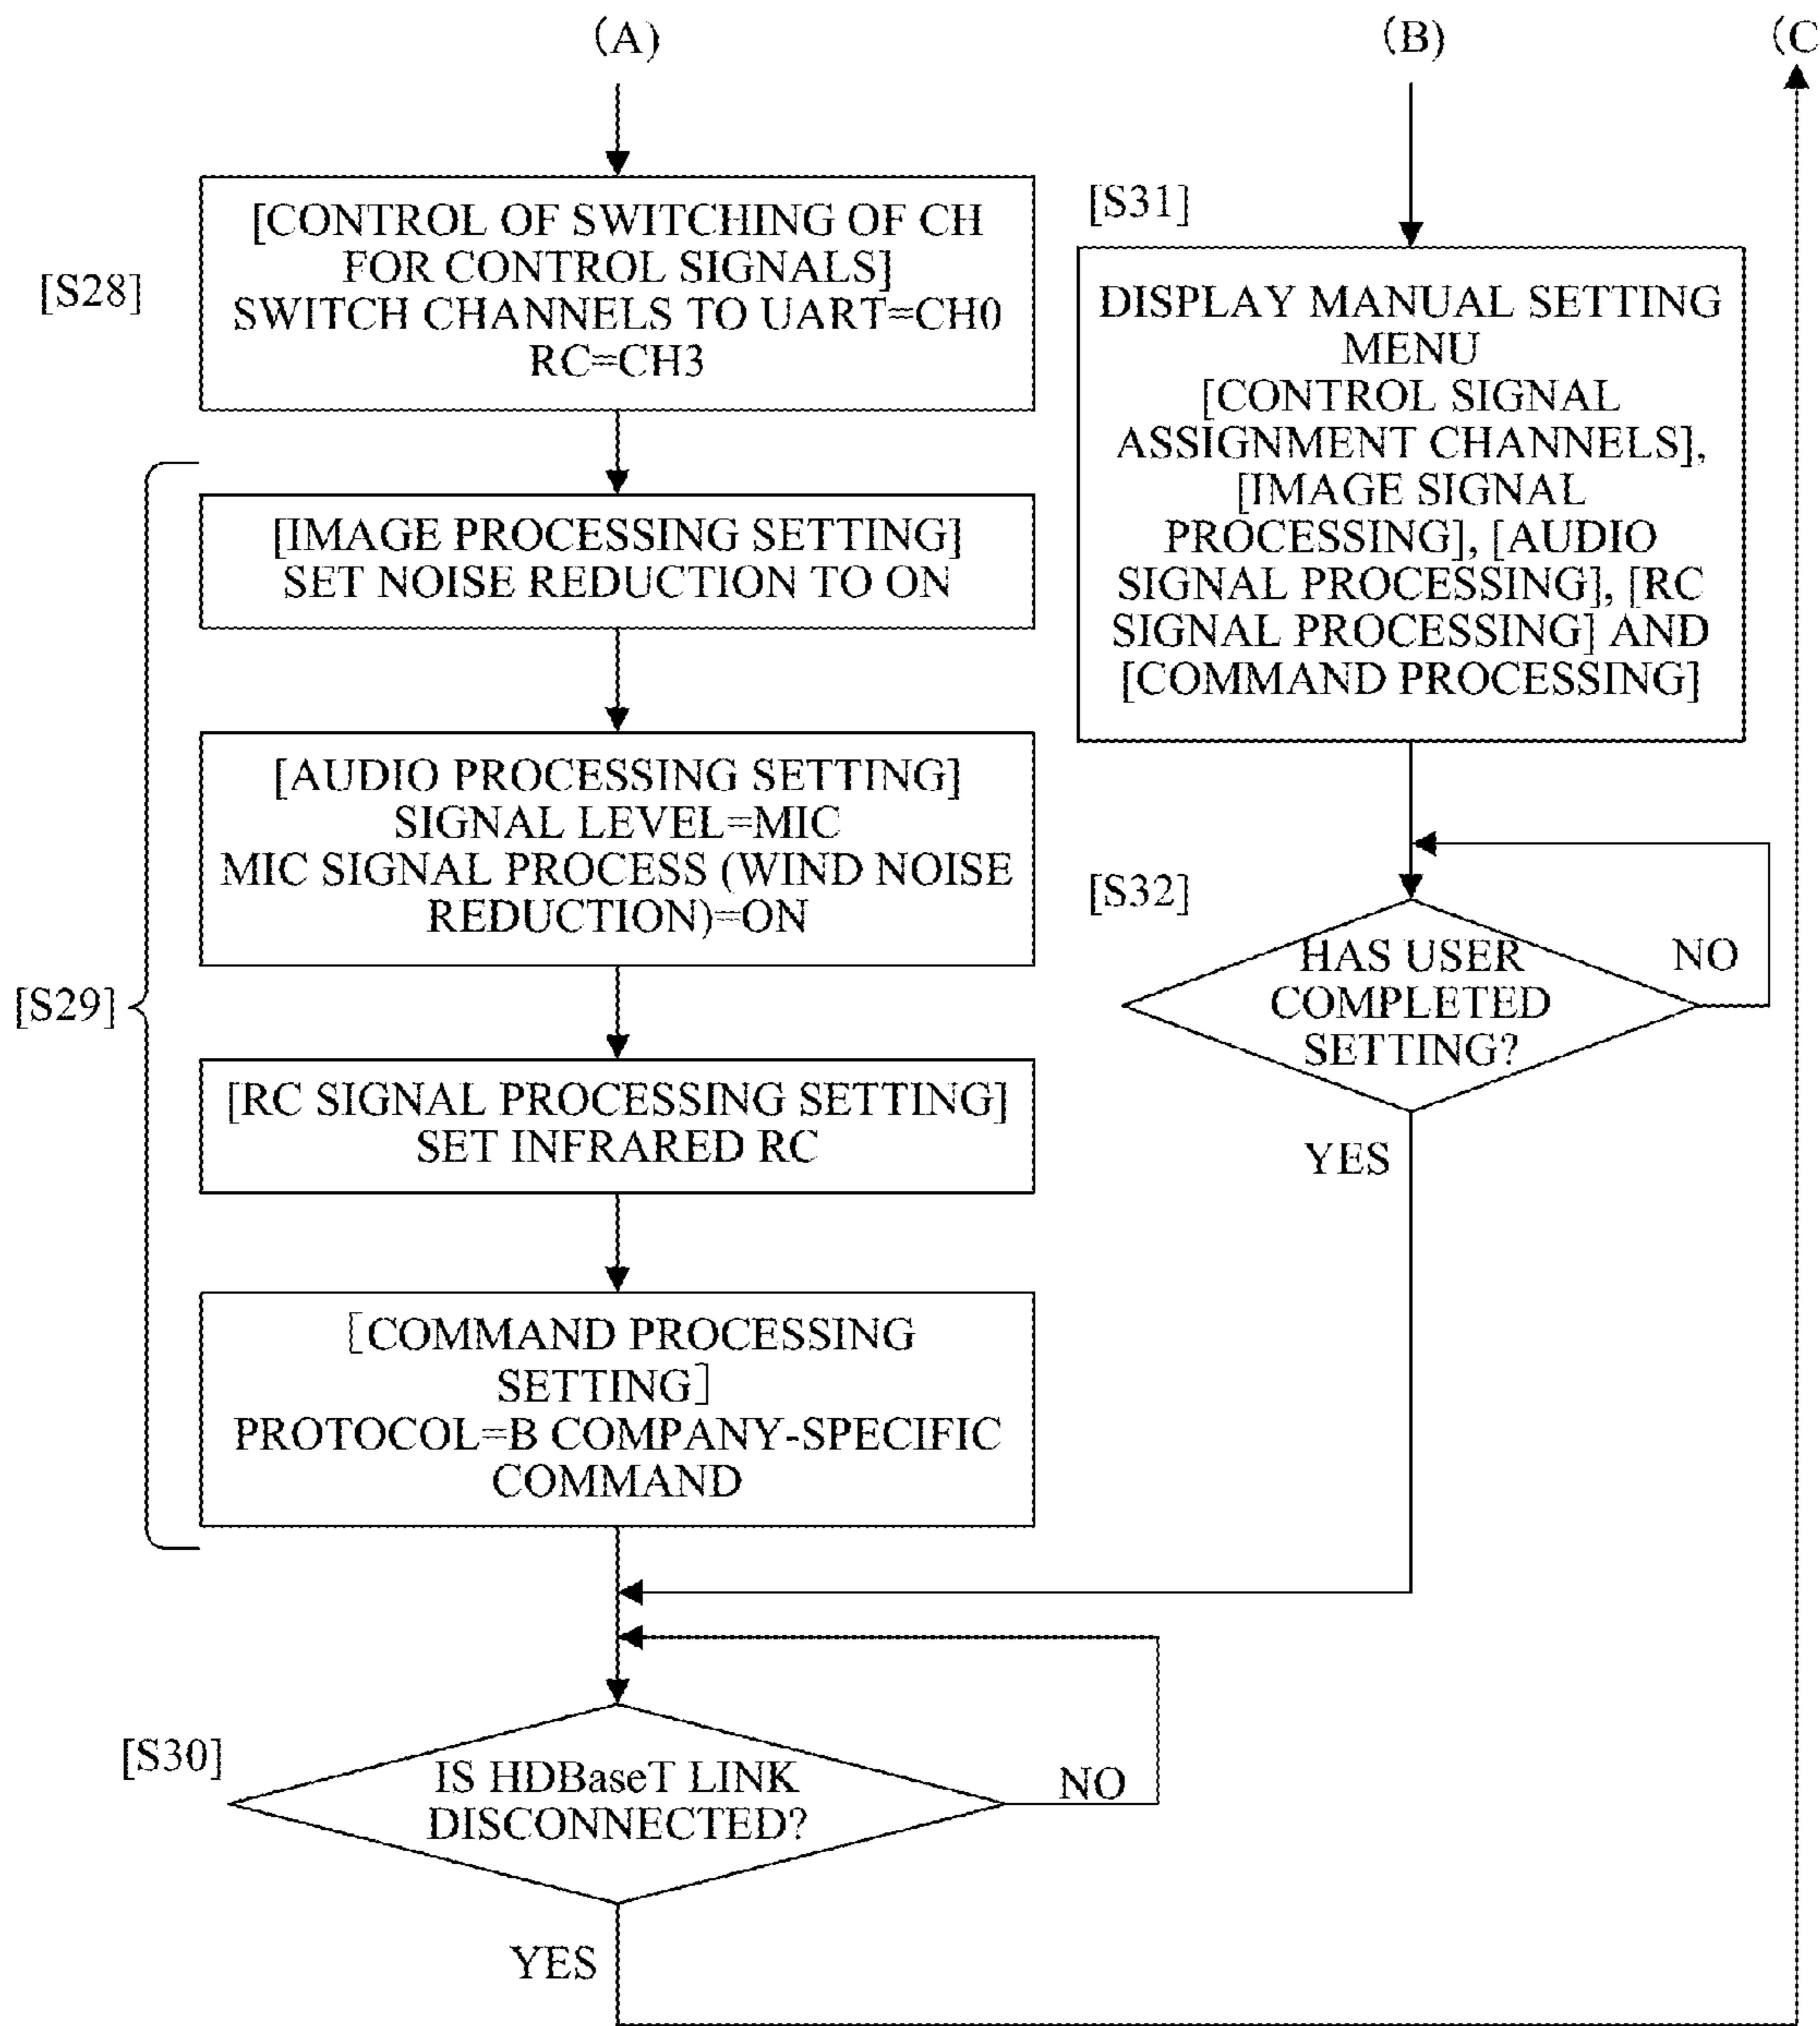 (A)
[S28]
[CONTROL OF SWITCHING OF CH
FOR CONTROL SIGNALS]
SWITCH CHANNELS TO UART=CH0
RC=CH3
[S29]
[IMAGE PROCESSING SETTING]
SET NOISE REDUCTION TO ON
[AUDIO PROCESSING SETTING]
SIGNAL LEVEL=MIC
MIC SIGNAL PROCESS (WIND NOISE
REDUCTION)=ON
[RC SIGNAL PROCESSING SETTING]
SET INFRARED RC
[COMMAND PROCESSING
SETTING]
PROTOCOL=B COMPANY-SPECIFIC
COMMAND
[S30]
IS HDBaseT LINK
DISCONNECTED?
NO
YES
(B)
[S31]
DISPLAY MANUAL SETTING
MENU
[CONTROL SIGNAL
ASSIGNMENT CHANNELS],
[IMAGE SIGNAL
PROCESSING], [AUDIO
SIGNAL PROCESSING], [RC
SIGNAL PROCESSING] AND
[COMMAND PROCESSING]
[S32]
HAS USER
COMPLETED
SETTING?
NO
YES
(C